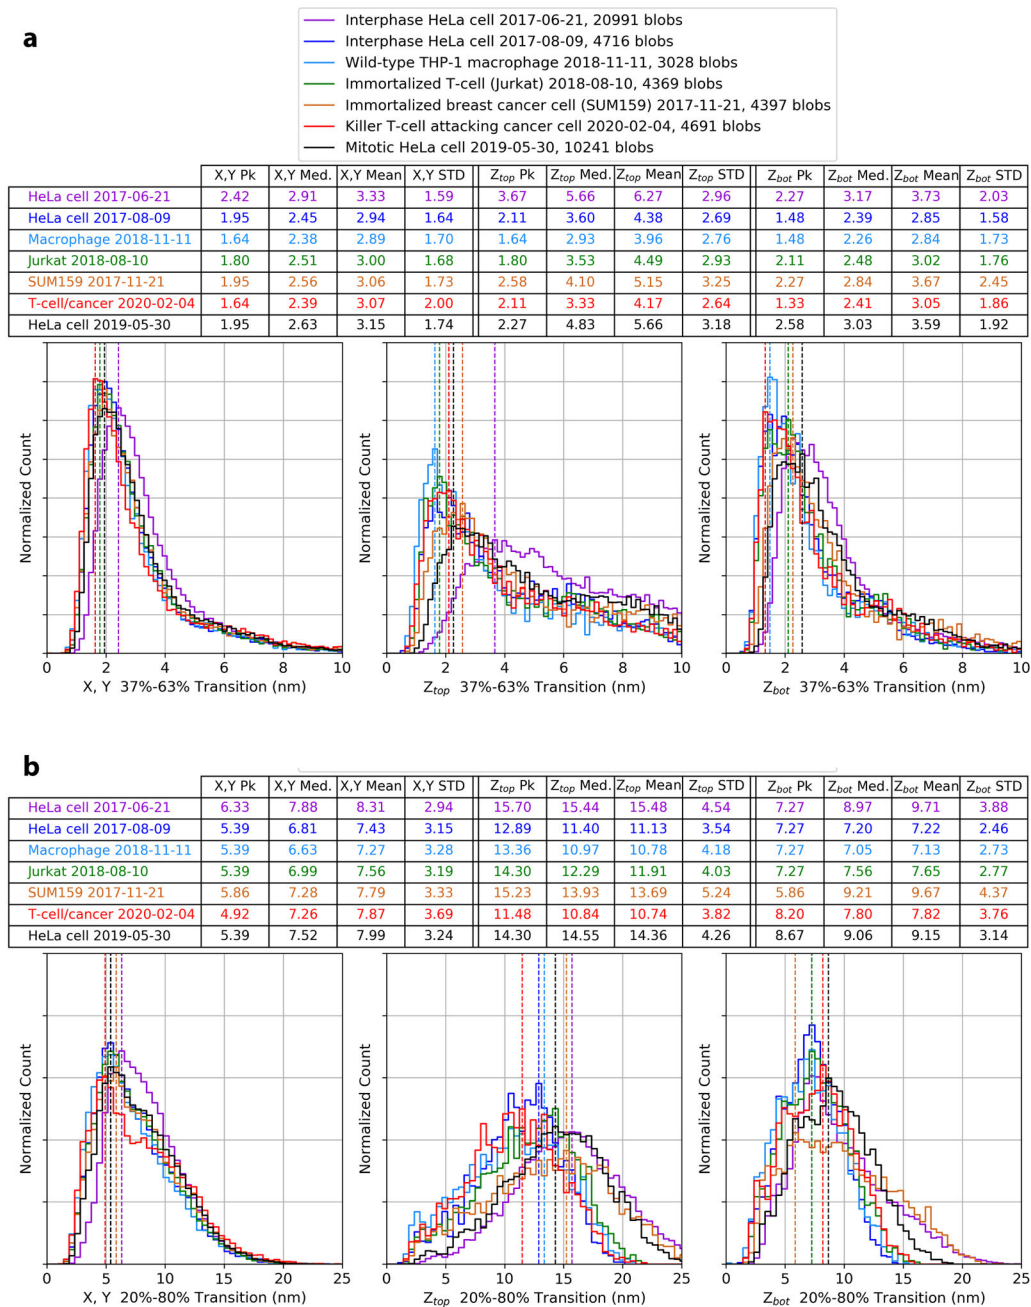 a
Interphase HeLa cell 2017-06-21, 20991 blobs
Interphase HeLa cell 2017-08-09, 4716 blobs
Wild-type THP-1 macrophage 2018-11-11, 3028 blobs
Immortalized T-cell (Jurkat) 2018-08-10, 4369 blobs
Immortalized breast cancer cell (SUM159) 2017-11-21, 4397 blobs
Killer T-cell attacking cancer cell 2020-02-04, 4691 blobs
Mitotic HeLa cell 2019-05-30, 10241 blobs
X,Y Pk X,Y Med. X,Y Mean X,Y STD Z_top Pk Z_top Med. Z_top Mean Z_top STD Z_bot Pk Z_bot Med. Z_bot Mean Z_bot STD
HeLa cell 2017-06-21 2.42 2.91 3.33 1.59 3.67 5.66 6.27 2.96 2.27 3.17 3.73 2.03
HeLa cell 2017-08-09 1.95 2.45 2.94 1.64 2.11 3.60 4.38 2.69 1.48 2.39 2.85 1.58
Macrophage 2018-11-11 1.64 2.38 2.89 1.70 1.64 2.93 3.96 2.76 1.48 2.26 2.84 1.73
Jurkat 2018-08-10 1.80 2.51 3.00 1.68 1.80 3.53 4.49 2.93 2.11 2.48 3.02 1.76
SUM159 2017-11-21 1.95 2.56 3.06 1.73 2.58 4.10 5.15 3.25 2.27 2.84 3.67 2.45
T-cell/cancer 2020-02-04 1.64 2.39 3.07 2.00 2.11 3.33 4.17 2.64 1.33 2.41 3.05 1.86
HeLa cell 2019-05-30 1.95 2.63 3.15 1.74 2.27 4.83 5.66 3.18 2.58 3.03 3.59 1.92
Normalized Count
Normalized Count
Normalized Count
0 2 4 6 8 10 0 2 4 6 8 10 0 2 4 6 8 10
X, Y 37%-63% Transition (nm) Z_top 37%-63% Transition (nm) Z_bot 37%-63% Transition (nm)
b
X,Y Pk X,Y Med. X,Y Mean X,Y STD Z_top Pk Z_top Med. Z_top Mean Z_top STD Z_bot Pk Z_bot Med. Z_bot Mean Z_bot STD
HeLa cell 2017-06-21 6.33 7.88 8.31 2.94 15.70 15.44 15.48 4.54 7.27 8.97 9.71 3.88
HeLa cell 2017-08-09 5.39 6.81 7.43 3.15 12.89 11.40 11.13 3.54 7.27 7.20 7.22 2.46
Macrophage 2018-11-11 5.39 6.63 7.27 3.28 13.36 10.97 10.78 4.18 7.27 7.05 7.13 2.73
Jurkat 2018-08-10 5.39 6.99 7.56 3.19 14.30 12.29 11.91 4.03 7.27 7.56 7.65 2.77
SUM159 2017-11-21 5.86 7.28 7.79 3.33 15.23 13.93 13.69 5.24 5.86 9.21 9.67 4.37
T-cell/cancer 2020-02-04 4.92 7.26 7.87 3.69 11.48 10.84 10.74 3.82 8.20 7.80 7.82 3.76
HeLa cell 2019-05-30 5.39 7.52 7.99 3.24 14.30 14.55 14.36 4.26 8.67 9.06 9.15 3.14
Normalized Count
Normalized Count
Normalized Count
0 5 10 15 20 25 0 5 10 15 20 25 0 5 10 15 20 25
X, Y 20%-80% Transition (nm) Z_top 20%-80% Transition (nm) Z_bot 20%-80% Transition (nm)